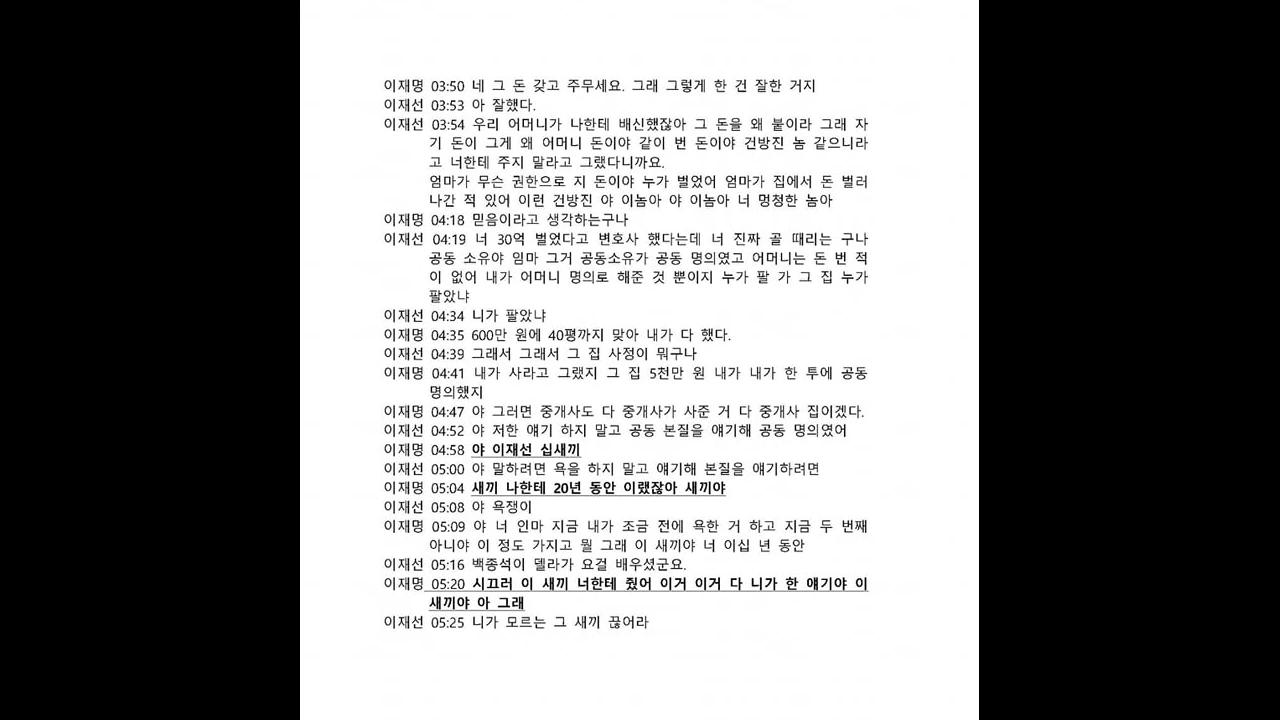 이재명 03:50 네 그 돈 갖고 주무세요. 그래 그렇게 한 건 잘한 거지
이재선 03:53 아 잘했다.
이재선 03:54 우리 어머니가 나한테 배신했잖아 그 돈을 왜 붙이라 그래 자
기 돈이 그게 왜 어머니 돈이야 같이 번 돈이야 건방진 놈 같으니라
고 너한테 주지 말라고 그랬다니까요.
엄마가 무슨 권한으로 지 돈이야 누가 벌었어 엄마가 집에서 돈 벌러
나간 적 있어 이런 건방진 야 이놈아 야 이놈아 너 멍청한 놈아
이재명 04:18 믿음이라고 생각하는구나
이재선 04:19 너 30억 벌었다고 변호사 했다는데 너 진짜 골 때리는 구나
공동 소유야 임마 그거 공동소유가 공동 명의였고 어머니는 돈 번 적
이 없어 내가 어머니 명의로 해준 것 뿐이지 누가 팔 가 그 집 누가
팔았냐
이재선 04:34 니가 팔았냐
이재명 04:35 600만 원에 40평까지 맞아 내가 다 했다.
이재선 04:39 그래서 그래서 그 집 사정이 뭐구나
이재명 04:41 내가 사라고 그랬지 그 집 5천만 원 내가 내가 한 투에 공동
명의했지
이재명 04:47 야 그러면 중개사도 다 중개사가 사준 거 다 중개사 집이겠다.
이재선 04:52 야 저한 얘기 하지 말고 공동 본질을 얘기해 공동 명의였어
이재명 04:58 야 이재선 십새끼
이재선 05:00 야 말하려면 욕을 하지 말고 얘기해 본질을 얘기하려면
이재명 05:04 새끼 나한테 20년 동안 이랬잖아 새끼야
이재선 05:08 야 욕쟁이
이재명 05:09 야 너 인마 지금 내가 조금 전에 욕한 거 하고 지금 두 번째
아니야 이 정도 가지고 뭘 그래 이 새끼야 너 이십 년 동안
이재선 05:16 백종석이 델라가 요걸 배우셨군요.
이재명 05:20 시끄러 이 새끼 너한테 줬어 이거 이거 다 니가 한 얘기야 이
새끼야 아 그래
이재선 05:25 니가 모르는 그 새끼 끊어라